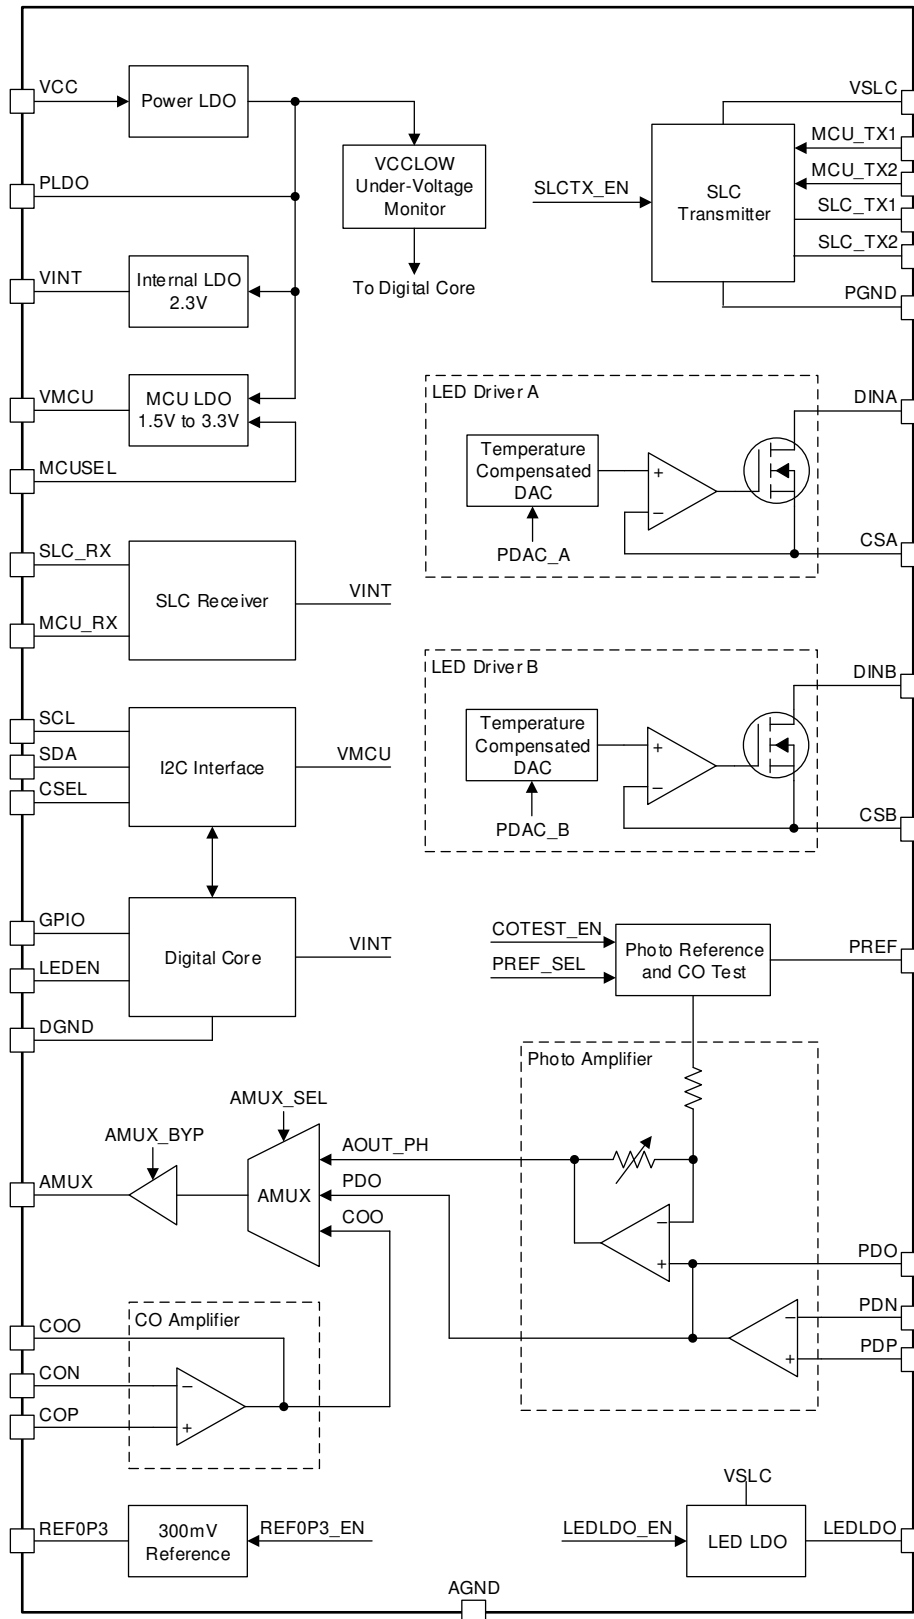 VCC
Power LDO
PLDO
VCCLOW
Under-Voltage
Monitor
To Digital Core
VINT
Internal LDO
2.3V
VMCU
MCU LDO
1.5V to 3.3V
MCUSEL
VSLC
MCU_TX1
MCU_TX2
SLC_TX1
SLC_TX2
PGND
SLCTX_EN
SLC
Transmitter
LED Driver A
Temperature
Compensated
DAC
PDAC_A
+
−
DINA
CSA
SLC_RX
MCU_RX
SLC Receiver
VINT
LED Driver B
Temperature
Compensated
DAC
PDAC_B
+
−
DINB
CSB
SCL
SDA
CSEL
I2C Interface
VMCU
GPIO
LEDEN
DGND
Digital Core
VINT
COTEST_EN
PREF_SEL
Photo Reference
and CO Test
PREF
Photo Amplifier
AMUX_SEL
AMUX_BYP
AMUX
AMUX
AOUT_PH
PDO
COO
−
+
PDO
PDN
PDP
−
+
CO Amplifier
COO
CON
COP
−
+
REF0P3
300mV
Reference
REF0P3_EN
VSLC
LEDLDO_EN
LED LDO
LEDLDO
AGND